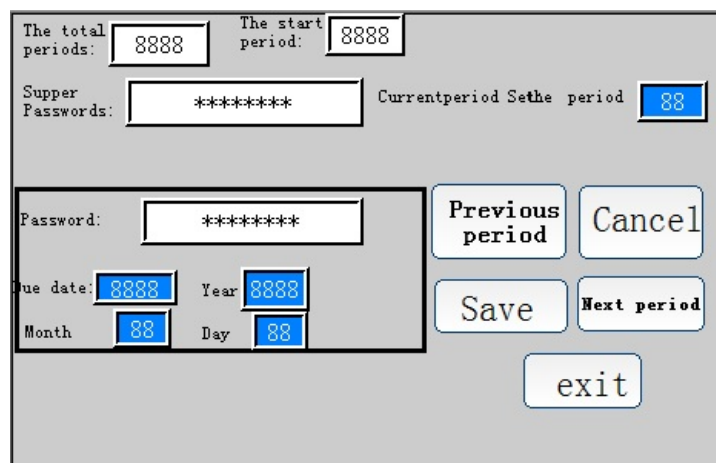 The total periods: 8888 The start period: 8888
Supper Passwords: ******** Currentperiod Sethe period 88
Password: ********
Previous period
Cancel
Due date: 8888 Year 8888
Save
Next period
Month 88 Day 88
exit